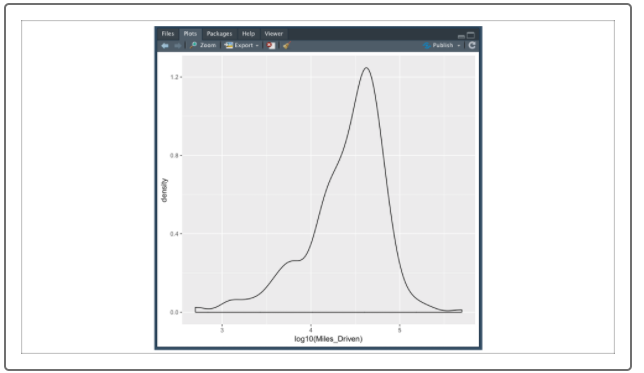 Files Plots Packages Help Viewer
Zoom Export Publish
1.2
0.8
0.4
0.0
density
3 4 5
log10(Miles_Driven)